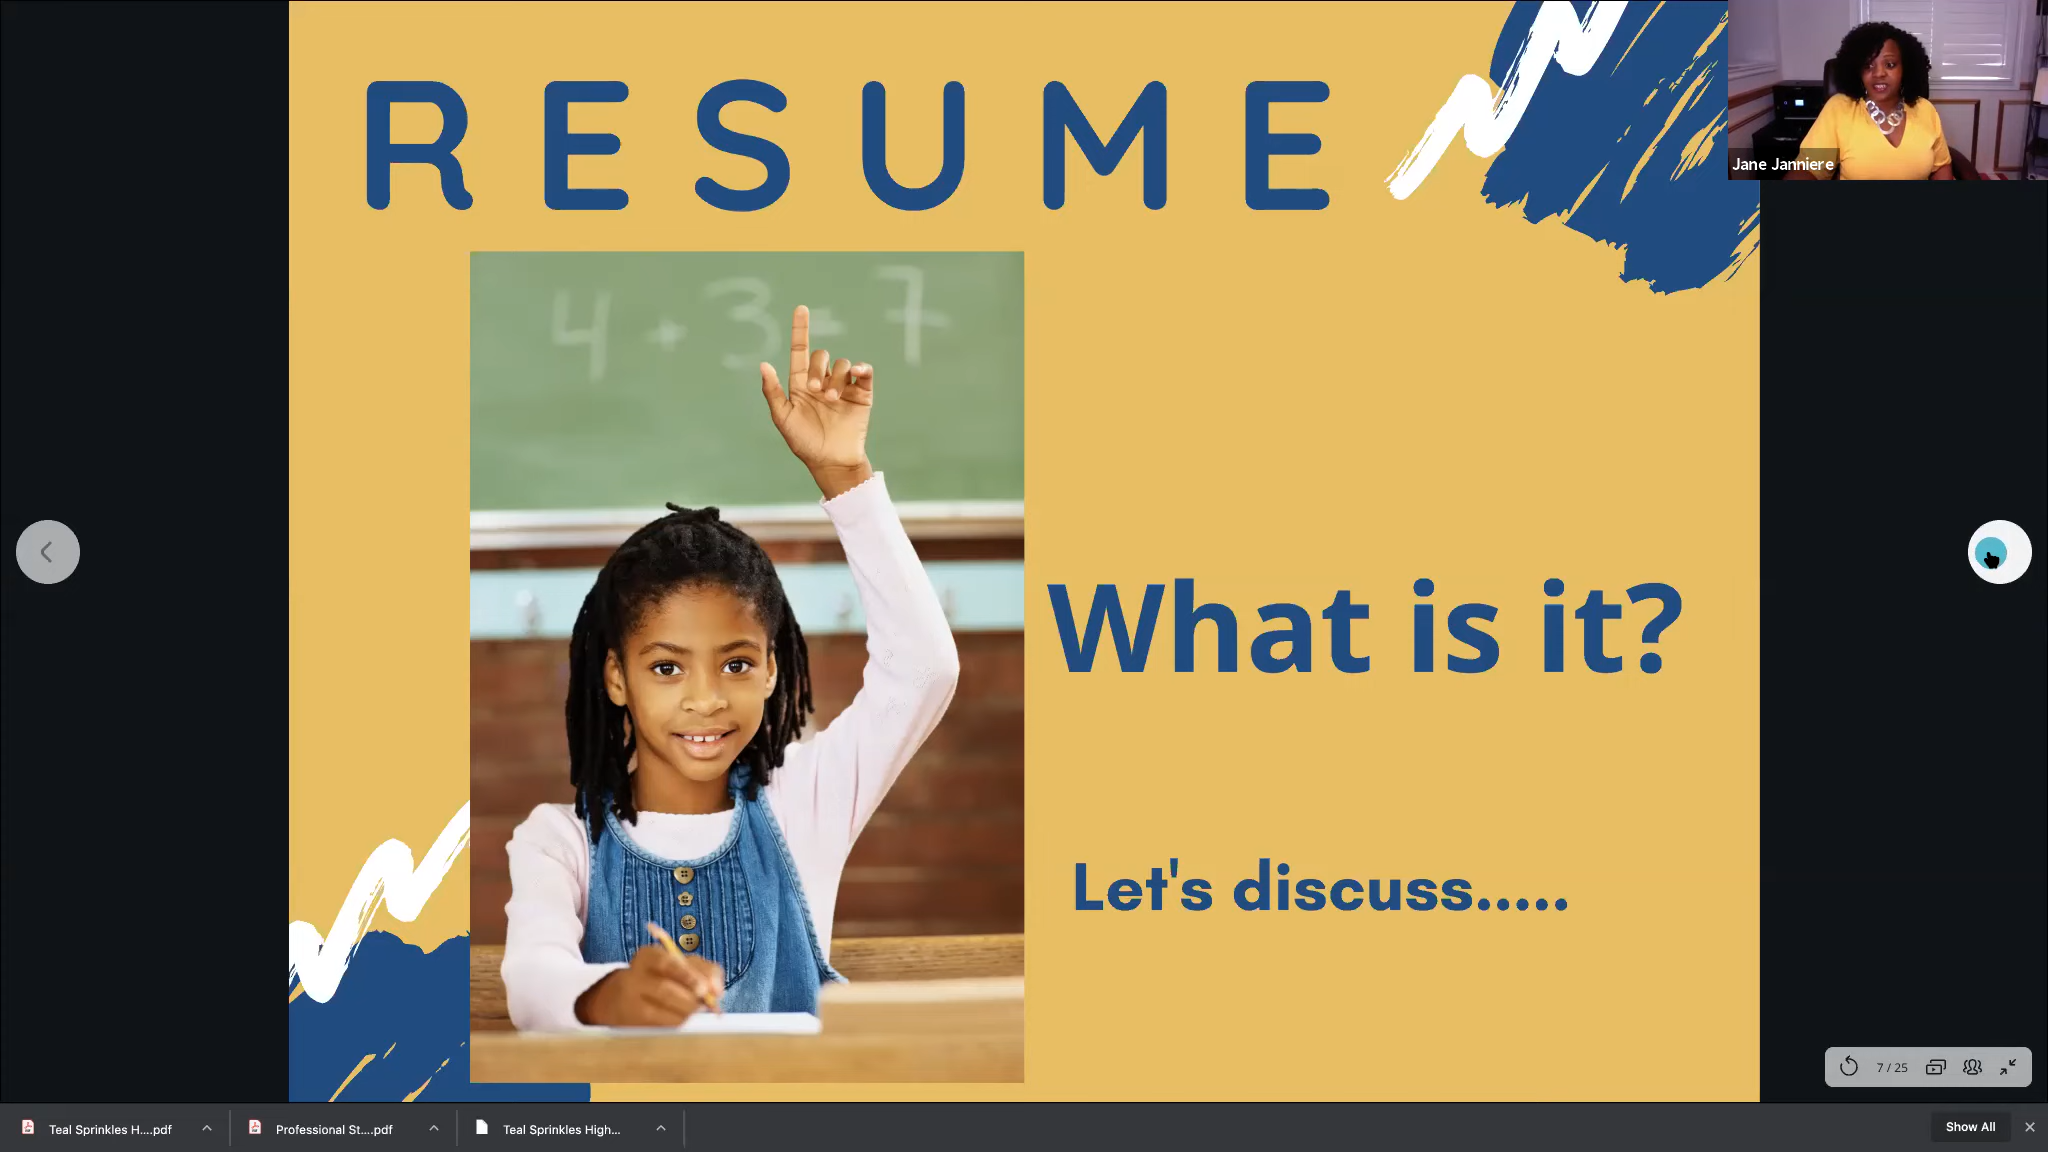 RESUME
Jane Janniere
4 + 3 = 7
What is it?
Let's discuss.....
7 / 25
Teal Sprinkles H....pdf
Professional St....pdf
Teal Sprinkles High...
Show All